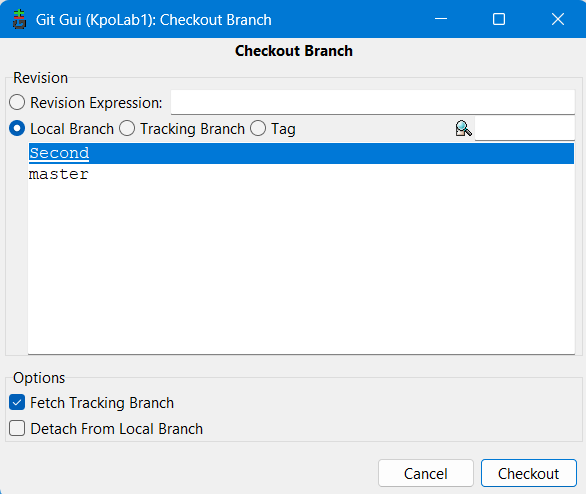 Git Gui (KpoLab1): Checkout Branch
Checkout Branch
Revision
Revision Expression:
Local Branch Tracking Branch Tag
Second
master
Options
Fetch Tracking Branch
Detach From Local Branch
Cancel Checkout